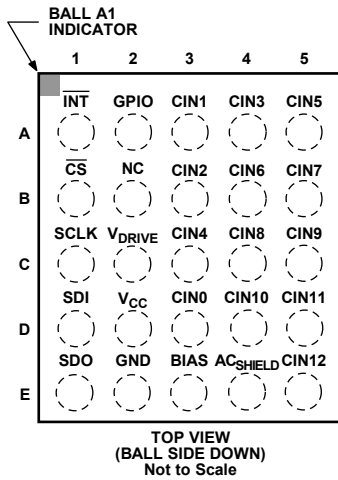 BALL A1
INDICATOR
1 2 3 4 5
I̅N̅T̅ GPIO CIN1 CIN3 CIN5
A
C̅S̅ NC CIN2 CIN6 CIN7
B
SCLK VDRIVE CIN4 CIN8 CIN9
C
SDI VCC CIN0 CIN10 CIN11
D
SDO GND BIAS ACSHIELD CIN12
E
TOP VIEW
(BALL SIDE DOWN)
Not to Scale